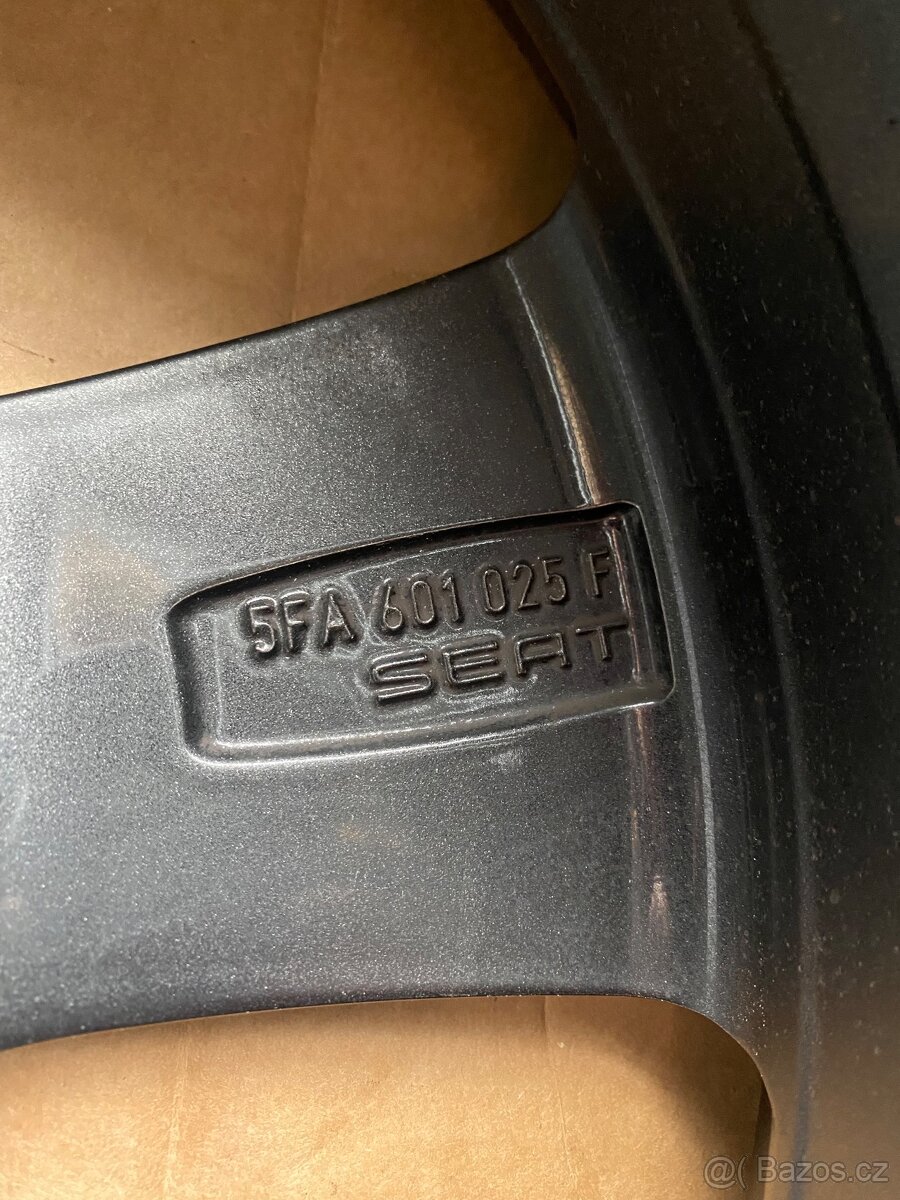 5FA 601 025 F
SEAT
@( Bazos.cz